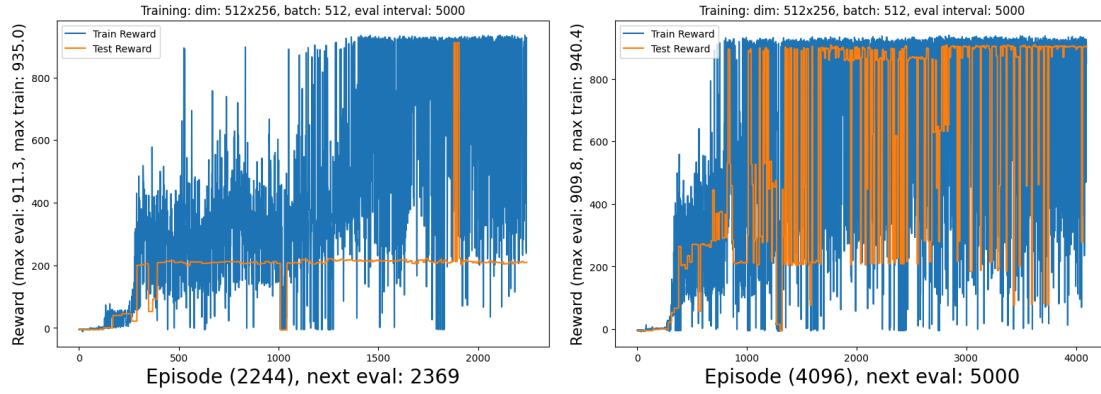 Training: dim: 512x256, batch: 512, eval interval: 5000
Train Reward
Test Reward
Reward (max eval: 911.3, max train: 935.0)
800
600
400
200
0
0 500 1000 1500 2000
Episode (2244), next eval: 2369
Training: dim: 512x256, batch: 512, eval interval: 5000
Train Reward
Test Reward
Reward (max eval: 909.8, max train: 940.4)
800
600
400
200
0
0 1000 2000 3000 4000
Episode (4096), next eval: 5000